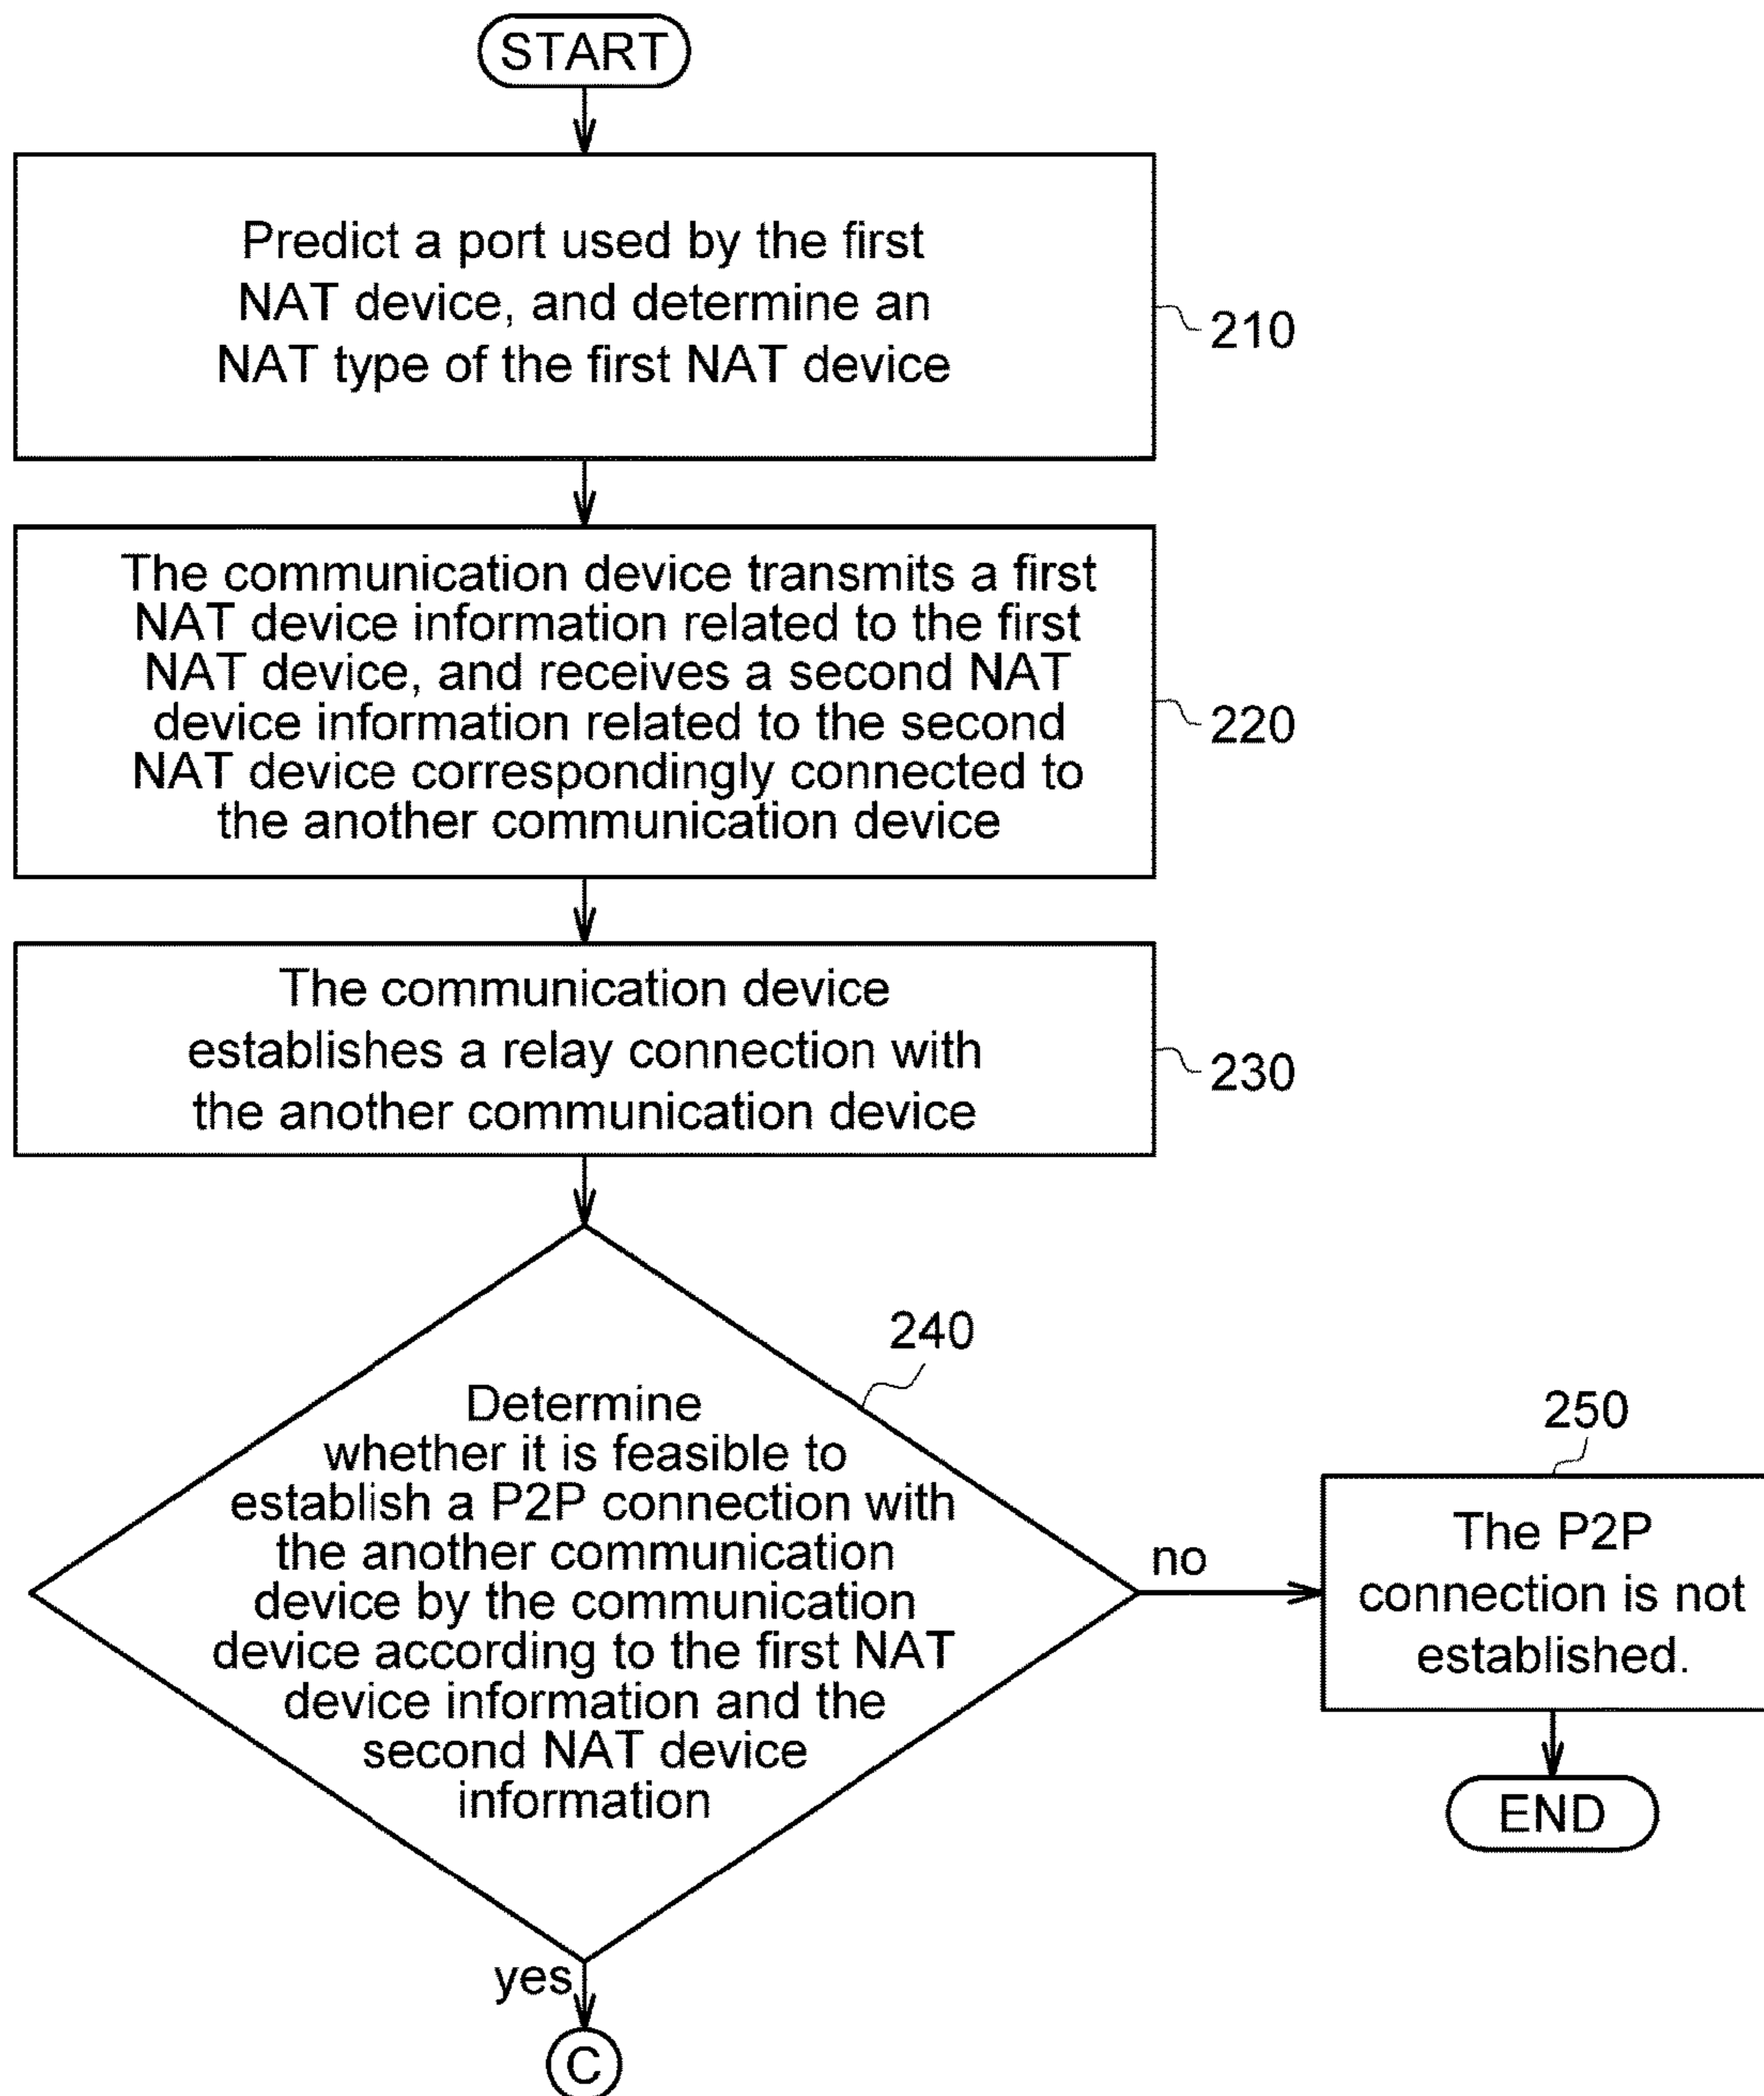 START
Predict a port used by the first
NAT device, and determine an
NAT type of the first NAT device
210
The communication device transmits a first
NAT device information related to the first
NAT device, and receives a second NAT
device information related to the second
NAT device correspondingly connected to
the another communication device
220
The communication device
establishes a relay connection with
the another communication device
230
240
Determine
whether it is feasible to
establish a P2P connection with
the another communication
device by the communication
device according to the first NAT
device information and the
second NAT device
information
no
250
The P2P
connection is not
established.
END
yes
C